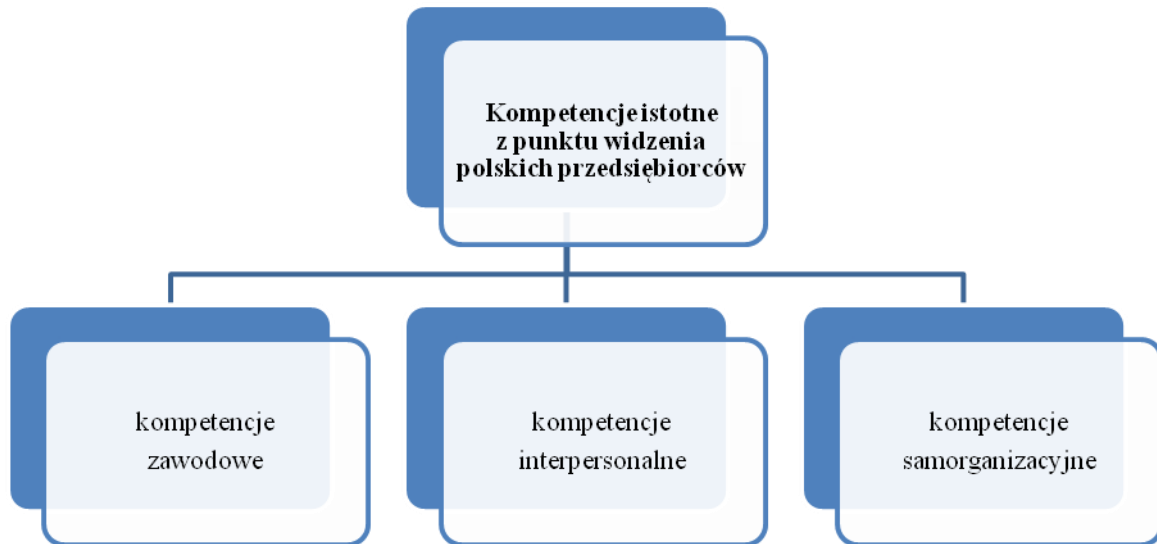 Kompetencje istotne
z punktu widzenia
polskich przedsiębiorców
kompetencje
zawodowe
kompetencje
interpersonalne
kompetencje
samorganizacyjne